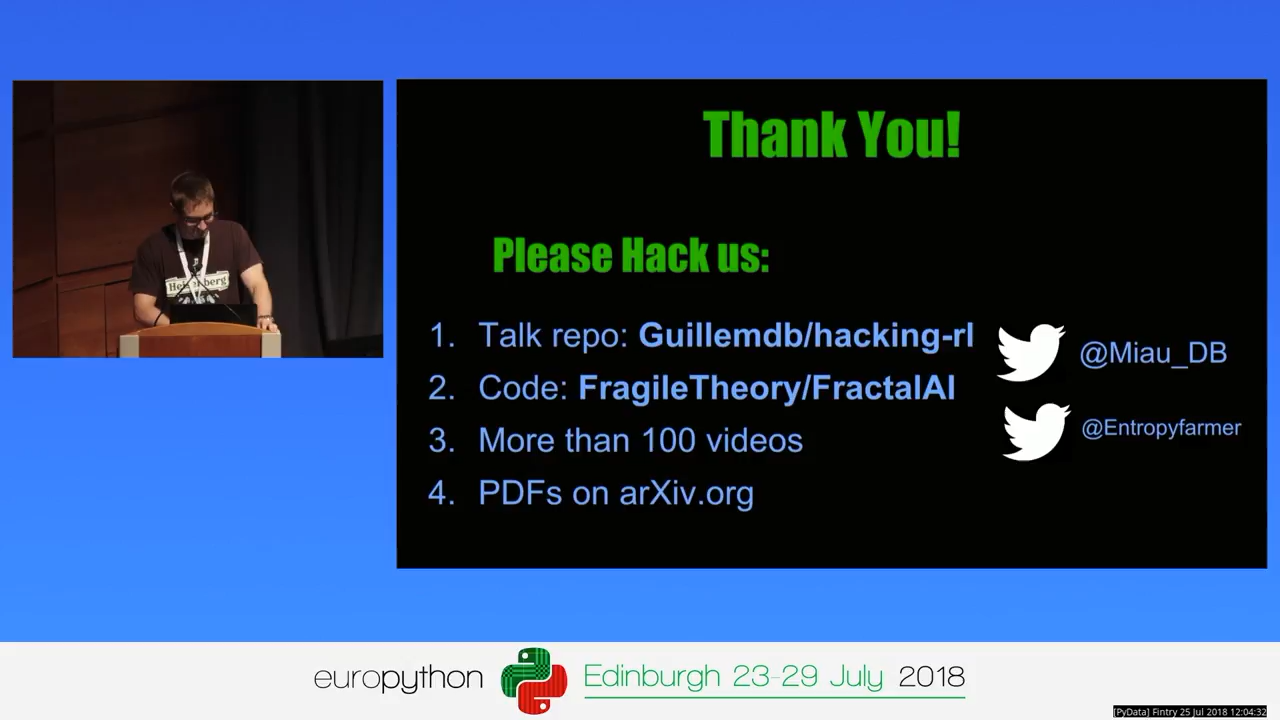 Thank You!
Please Hack us:
1. Talk repo: Guillemdb/hacking-rl
2. Code: FragileTheory/FractalAI
3. More than 100 videos
4. PDFs on arXiv.org
@Miau_DB
@Entropyfarmer
europython
Edinburgh 23-29 July 2018
[PyData] Fintry 25 Jul 2018 12:04:32